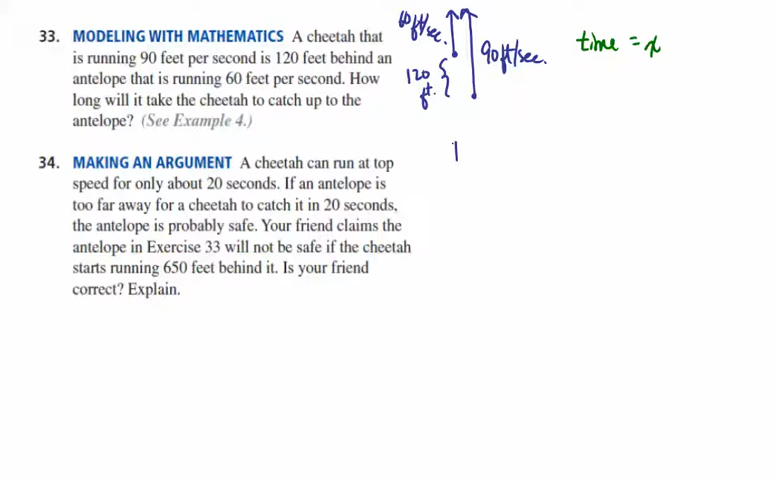 33. MODELING WITH MATHEMATICS A cheetah that
is running 90 feet per second is 120 feet behind an
antelope that is running 60 feet per second. How
long will it take the cheetah to catch up to the
antelope? (See Example 4.)
60ft/sec.
120
ft.
90ft/sec.
time = x
34. MAKING AN ARGUMENT A cheetah can run at top
speed for only about 20 seconds. If an antelope is
too far away for a cheetah to catch it in 20 seconds,
the antelope is probably safe. Your friend claims the
antelope in Exercise 33 will not be safe if the cheetah
starts running 650 feet behind it. Is your friend
correct? Explain.